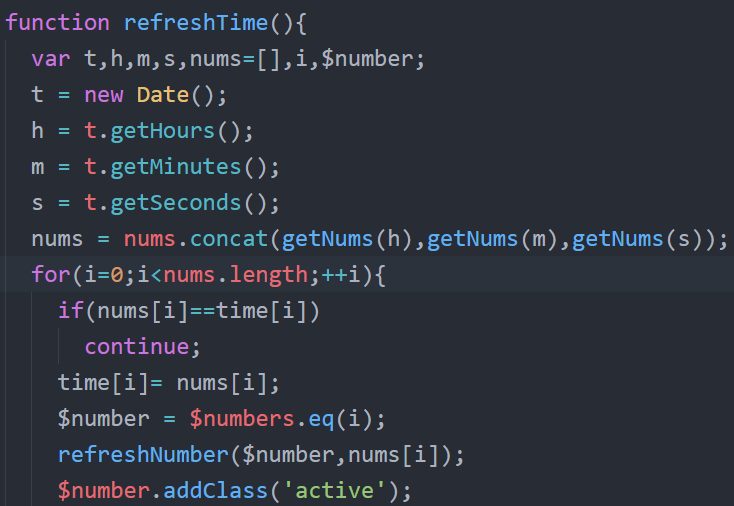 function refreshTime(){
var t,h,m,s,nums=[],i,$number;
t = new Date();
h = t.getHours();
m = t.getMinutes();
s = t.getSeconds();
nums = nums.concat(getNums(h),getNums(m),getNums(s));
for(i=0;i<nums.length;++i){
if(nums[i]==time[i])
continue;
time[i]= nums[i];
$number = $numbers.eq(i);
refreshNumber($number,nums[i]);
$number.addClass('active');